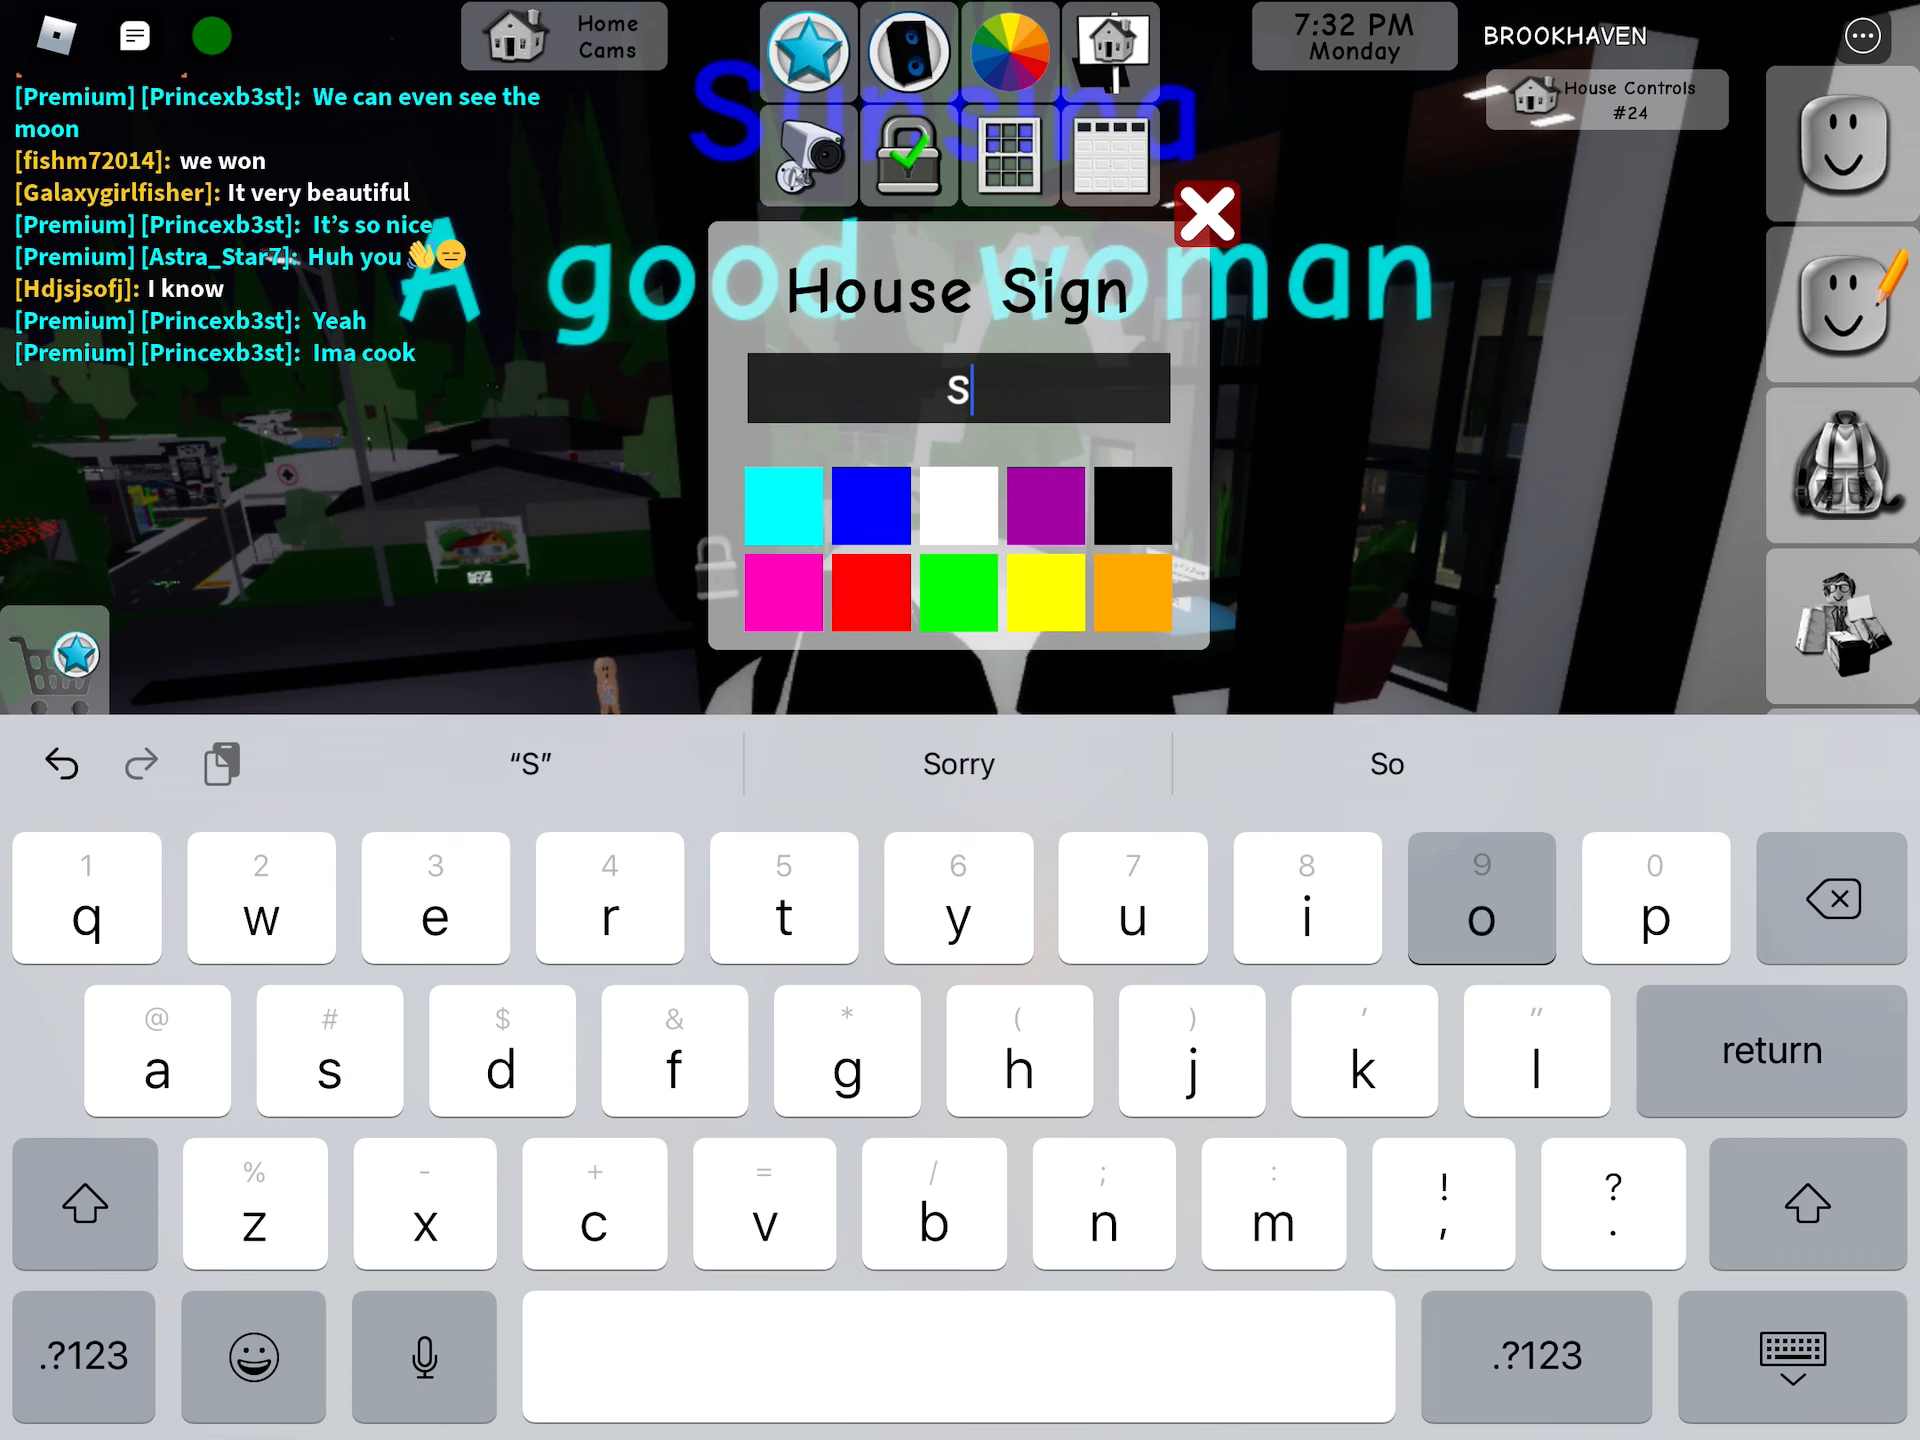 Home
Cams
7:32 PM
Monday
BROOKHAVEN
House Controls
#24
[Premium] [Princexb3st]: We can even see the
moon
[fishm72014]: we won
[Galaxygirlfisher]: It very beautiful
[Premium] [Princexb3st]: It's so nice
[Premium] [Astra_Star7]: Huh you 👋😑
[Hdjsjsofj]: I know
[Premium] [Princexb3st]: Yeah
[Premium] [Princexb3st]: Ima cook
A good woman
House Sign
S
"S"
Sorry
So
1 2 3 4 5 6 7 8 9 0
q w e r t y u i o p
@ # $ & * ( ) ' "
a s d f g h j k l return
% - + = / ; : ! ?
z x c v b n m , .
.?123 .?123